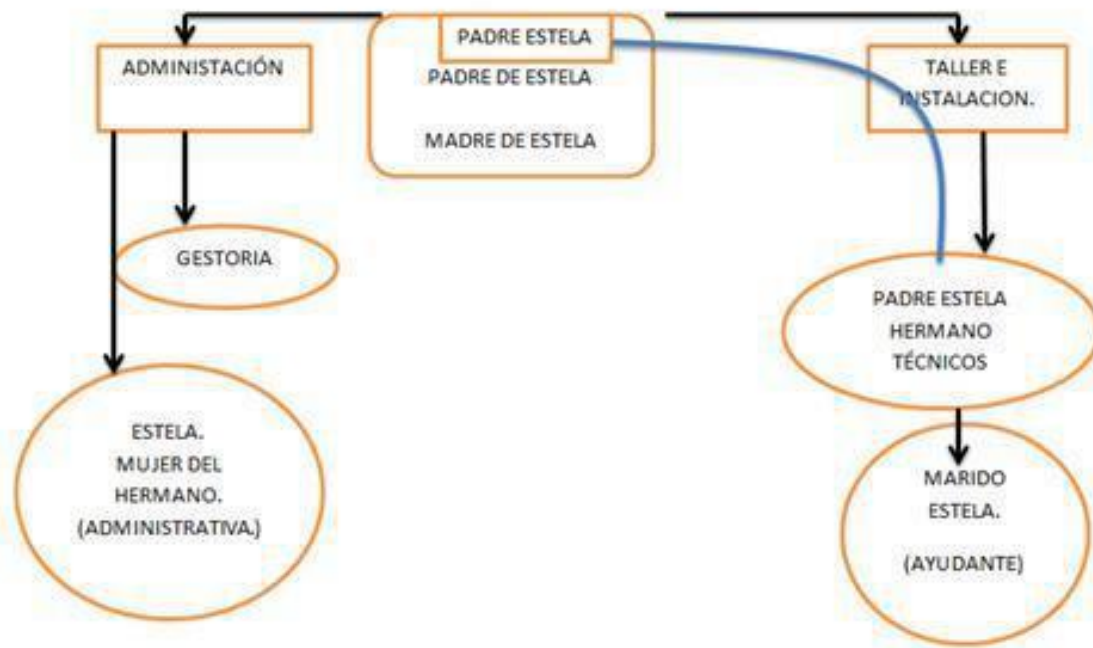 PADRE ESTELA
PADRE DE ESTELA
MADRE DE ESTELA
ADMINISTACIÓN
GESTORIA
ESTELA.
MUJER DEL
HERMANO.
(ADMINISTRATIVA.)
TALLER E
INSTALACION.
PADRE ESTELA
HERMANO
TÉCNICOS
MARIDO
ESTELA.
(AYUDANTE)